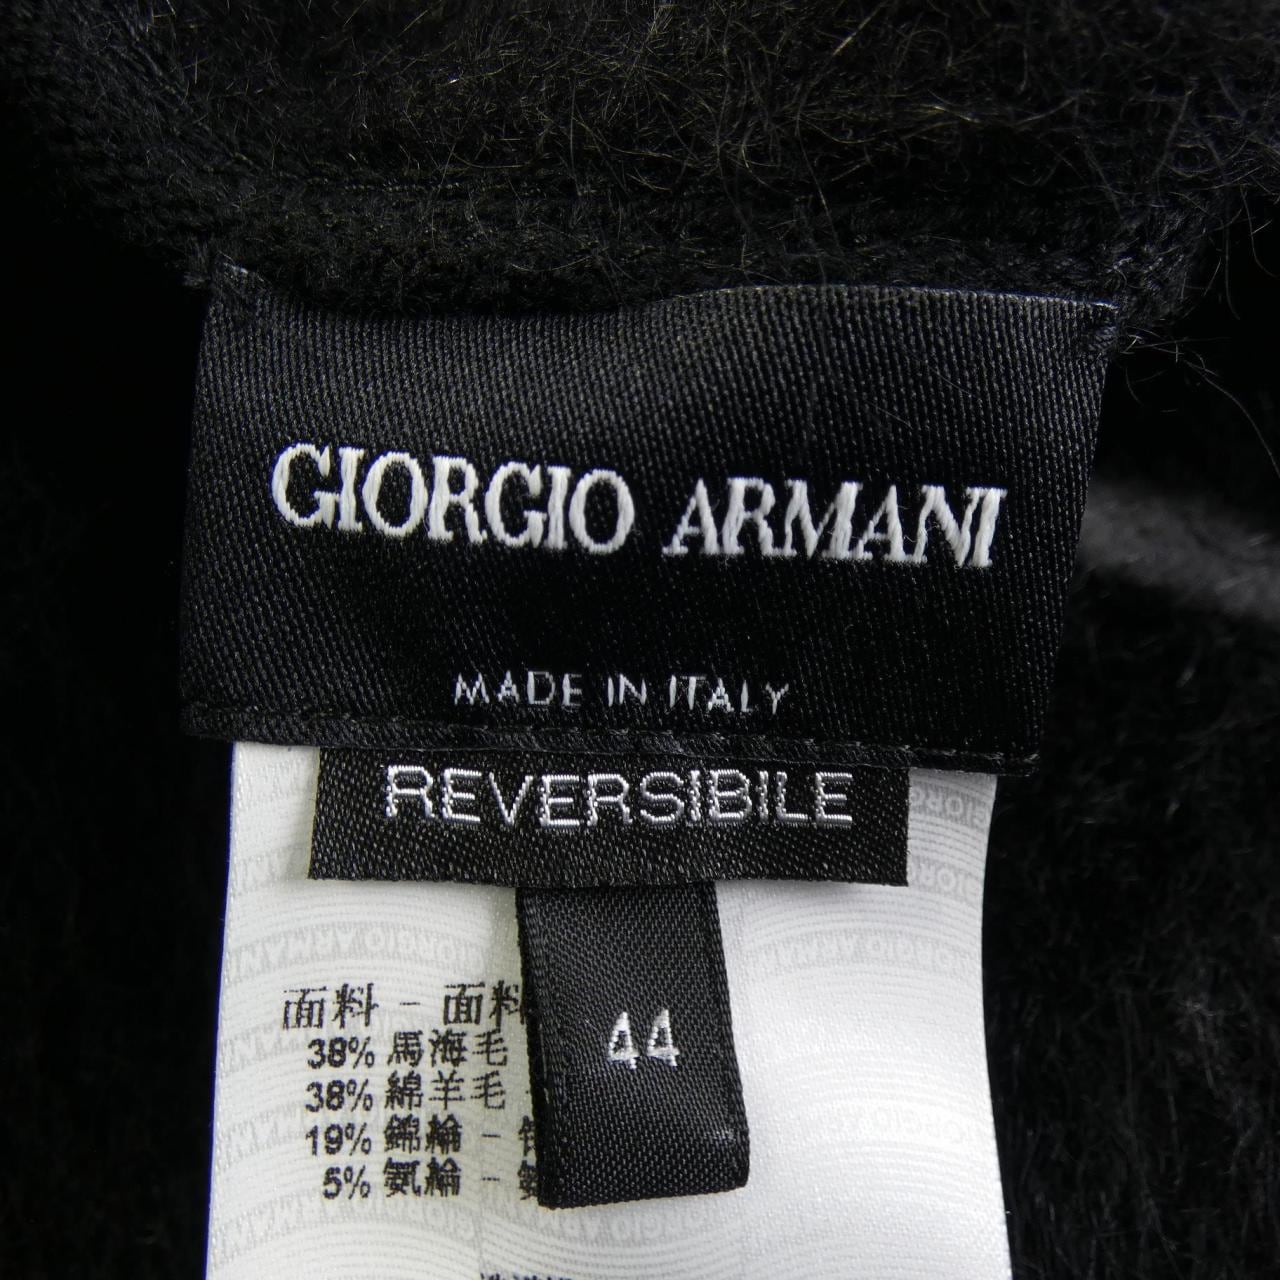 GIORGIO ARMANI
MADE IN ITALY
REVERSIBILE
44
面料 - 面料
38% 馬海毛
38% 綿羊毛
19% 錦綸 -
5% 氨綸 -